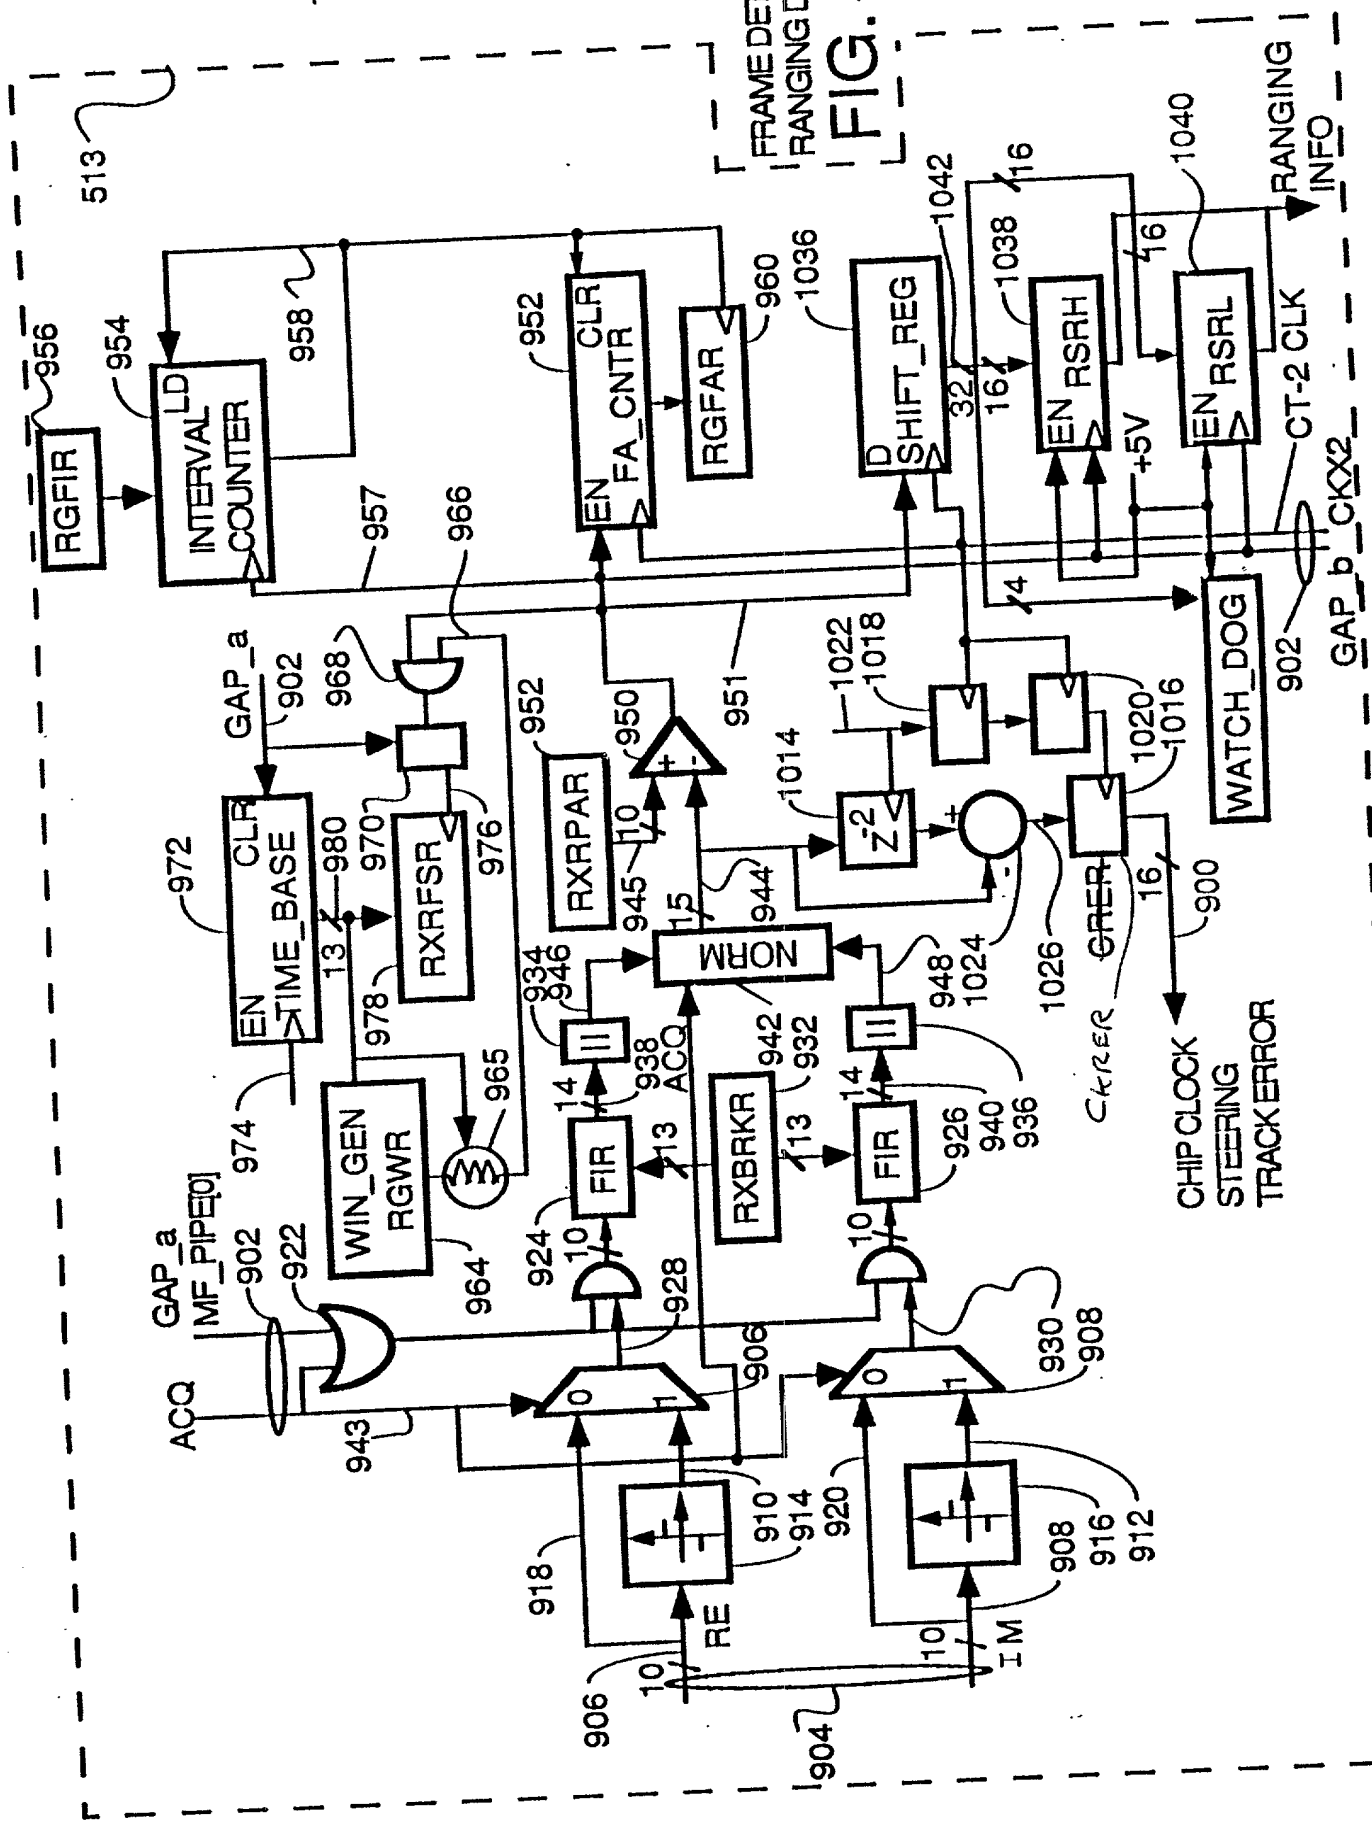 513
FRAME DE
RANGING D
FIG.
956
RGFIR
954
LD
INTERVAL
COUNTER
958
957
966
GAP_a
902
968
972
CLR
EN
TIME_BASE
974
13
980
970
976
978
RXRFSR
WIN_GEN
RGWR
964
965
952
EN
CLR
FA_CNTR
RGFAR
960
952
RXRPAR
950
+
-
10
945
951
15
944
GAP_a
MF_PIPE[0]
902
922
ACQ
943
924
10
FIR
14
934
946
938
ACQ
NORM
942
932
RXBRKR
13
13
928
906
0
1
918
910
914
RE
10
906
904
920
908
916
912
10
IM
0
1
930
908
10
FIR
926
14
940
936
948
1024
1014
Z-2
+
-
1026
1022
1018
1020
1016
CRER
CKRER
16
900
CHIP CLOCK
STEERING
TRACK ERROR
1036
D
SHIFT_REG
1042
32
16
16
1038
EN
RSRH
16
1040
EN
RSRL
+5V
4
WATCH_DOG
CT-2 CLK
902
GAP_b CKX2
RANGING
INFO